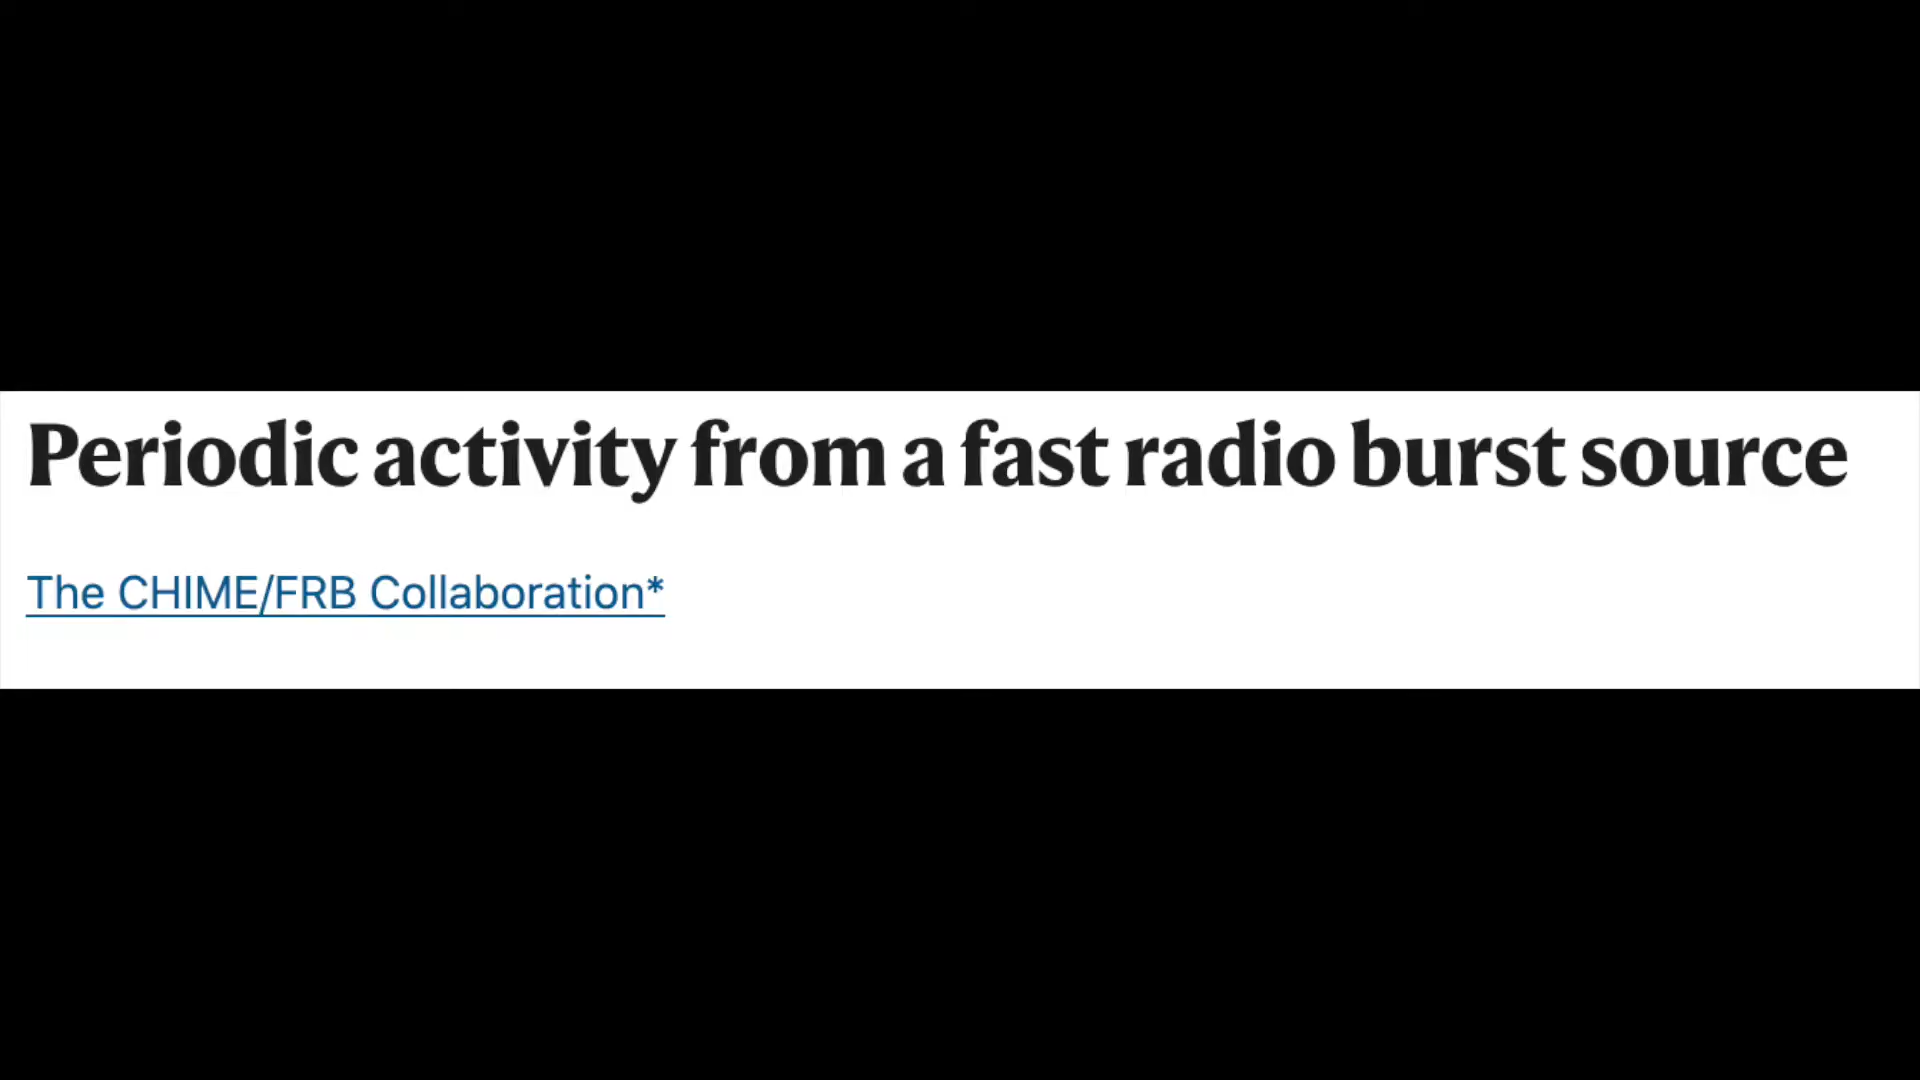 Periodic activity from a fast radio burst source
The CHIME/FRB Collaboration*